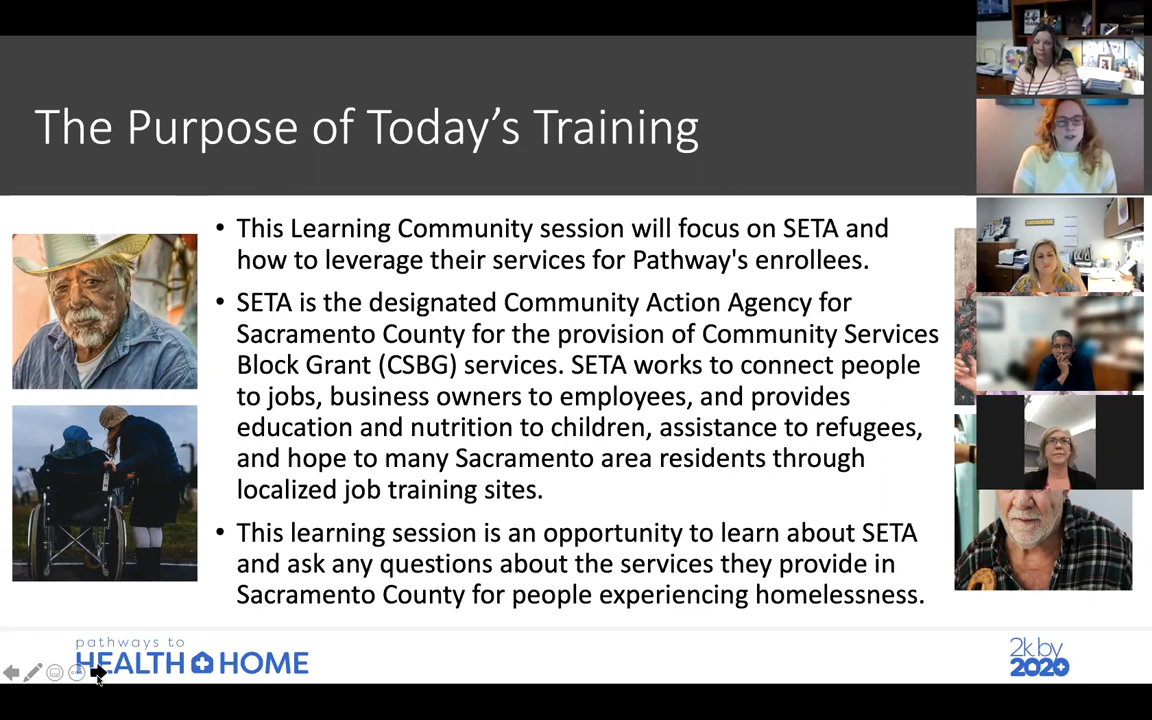 The Purpose of Today's Training
• This Learning Community session will focus on SETA and
how to leverage their services for Pathway's enrollees.
• SETA is the designated Community Action Agency for
Sacramento County for the provision of Community Services
Block Grant (CSBG) services. SETA works to connect people
to jobs, business owners to employees, and provides
education and nutrition to children, assistance to refugees,
and hope to many Sacramento area residents through
localized job training sites.
• This learning session is an opportunity to learn about SETA
and ask any questions about the services they provide in
Sacramento County for people experiencing homelessness.
pathways to
HEALTH HOME
2k by
2020